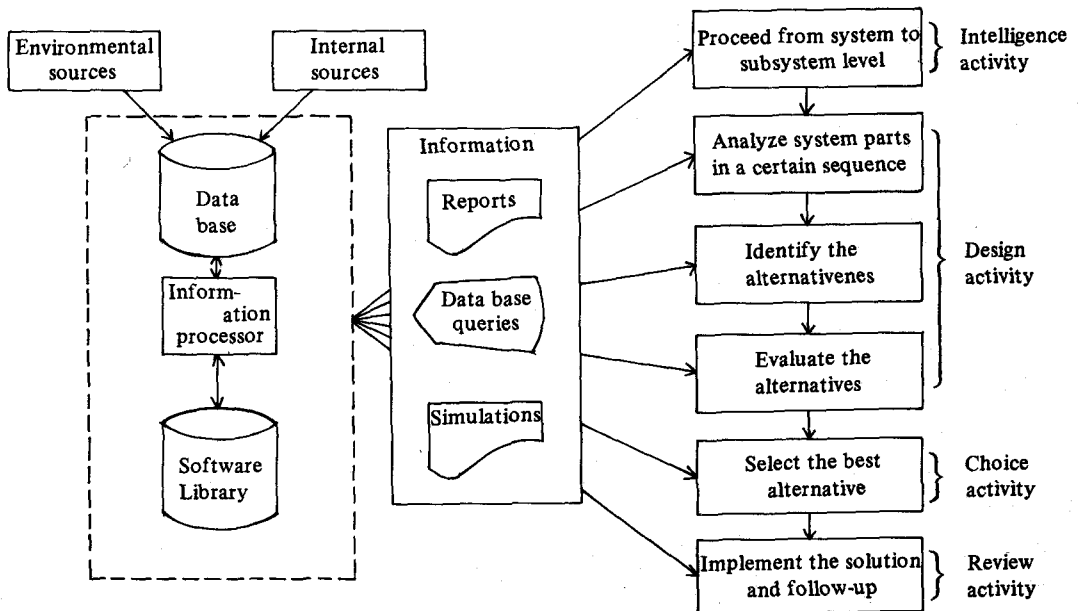 Environmental
sources
Internal
sources
Data
base
Inform-
ation
processor
Software
Library
Information
Reports
Data base
queries
Simulations
Proceed from system to
subsystem level
Intelligence
activity
Analyze system parts
in a certain sequence
Identify the
alternativenes
Evaluate the
alternatives
Design
activity
Select the best
alternative
Choice
activity
Implement the solution
and follow-up
Review
activity